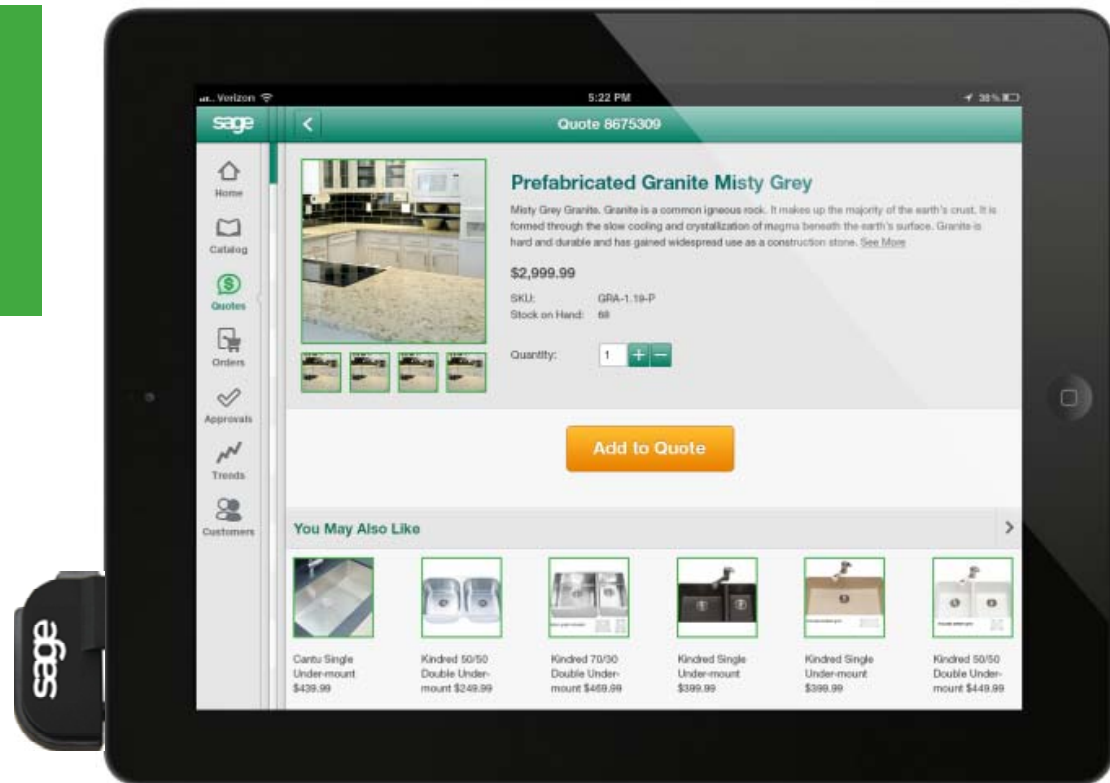 Verizon
5:22 PM
38%
sage
Quote 8675309
Home
Catalog
Quotes
Orders
Approvals
Trends
Customers
Prefabricated Granite Misty Grey
Misty Grey Granite. Granite is a common igneous rock. It makes up the majority of the earth's crust. It is
formed through the slow cooling and crystallization of magma beneath the earth's surface. Granite is
hard and durable and has gained widespread use as a construction stone. See More
$2,999.99
SKU: GRA-1.19-P
Stock on Hand: 68
Quantity: 1 + −
Add to Quote
You May Also Like
Cantu Single
Under-mount
$439.99
Kindred 50/50
Double Under-
mount $249.99
Kindred 70/30
Double Under-
mount $469.99
Kindred Single
Under-mount
$399.99
Kindred Single
Under-mount
$399.99
Kindred 50/50
Double Under-
mount $449.99
sage